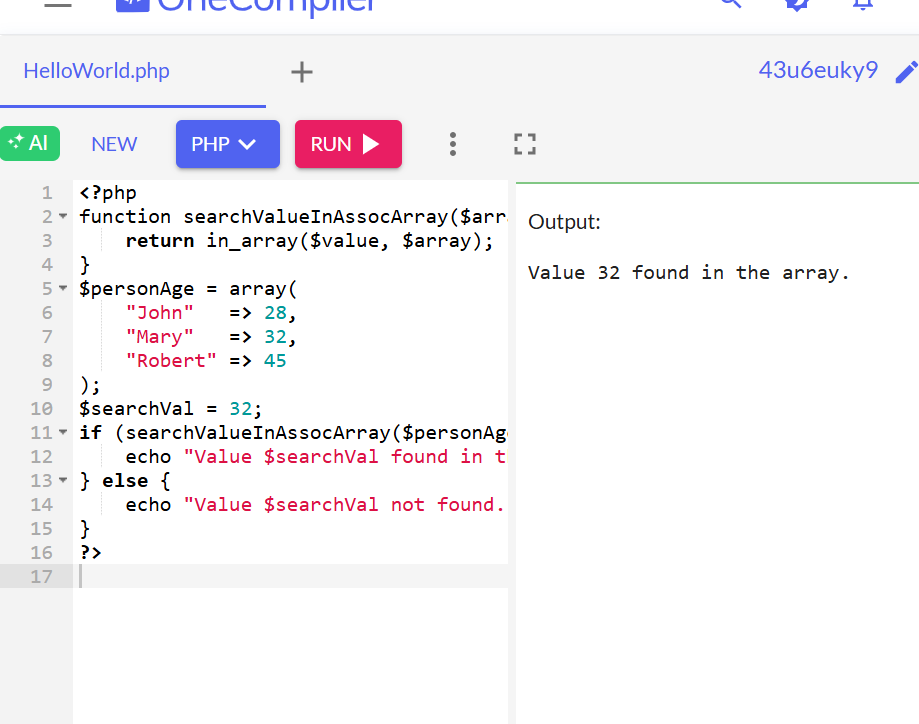 OneCompiler
HelloWorld.php
43u6euky9
AI NEW PHP RUN
1 <?php
2 function searchValueInAssocArray($arr
3 return in_array($value, $array);
4 }
5 $personAge = array(
6 "John" => 28,
7 "Mary" => 32,
8 "Robert" => 45
9 );
10 $searchVal = 32;
11 if (searchValueInAssocArray($personAg
12 echo "Value $searchVal found in t
13 } else {
14 echo "Value $searchVal not found.
15 }
16 ?>
17
Output:
Value 32 found in the array.